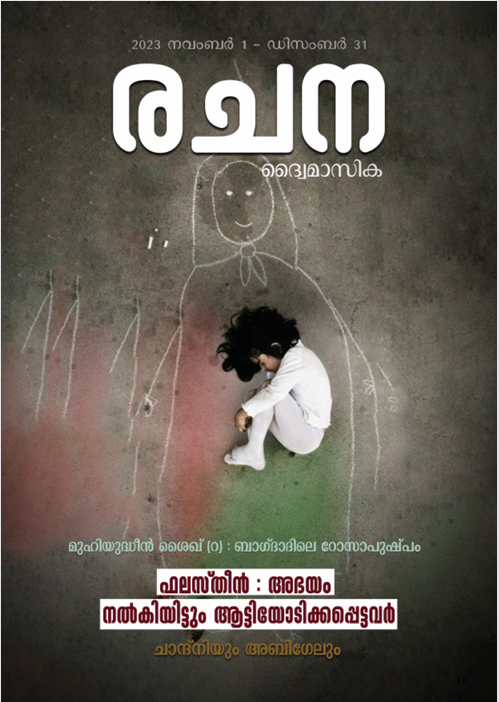 2023 നവംബർ 1 - ഡിസംബർ 31
രചന
ദ്വൈമാസിക
മുഹിയുദ്ധീൻ ശൈഖ് (റ) : ബാഗ്ദാദിലെ റോസാപുഷ്പം
ഫലസ്തീൻ : അഭയം
നൽകിയിട്ടും ആട്ടിയോടിക്കപ്പെട്ടവർ
ചാന്ദ്നിയും അബിഗേലും